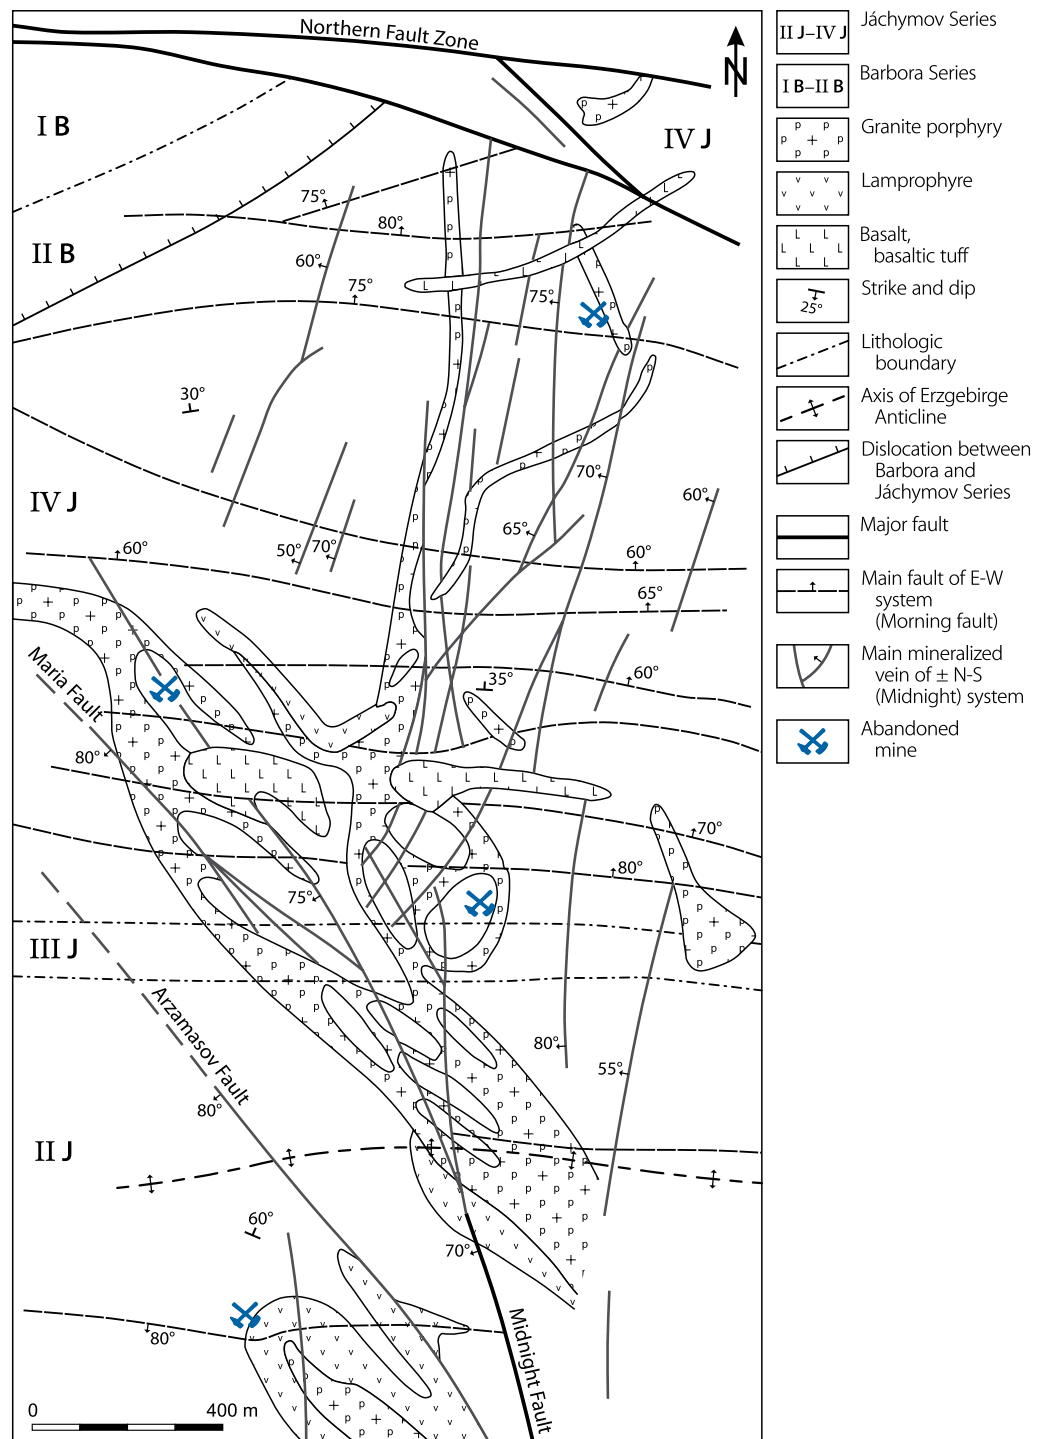 Northern Fault Zone
N
I B
IV J
75°
80°
II B
60°
75°
75°
30°
70°
IV J
60°
65°
60°
50°
70°
60°
65°
Maria Fault
35°
60°
80°
70°
80°
75°
III J
Arzamasov Fault
80°
55°
80°
II J
60°
70°
80°
Midnight Fault
0
400 m
II J–IV J
Jáchymov Series
I B–II B
Barbora Series
Granite porphyry
Lamprophyre
Basalt,
basaltic tuff
25°
Strike and dip
Lithologic
boundary
Axis of Erzgebirge
Anticline
Dislocation between
Barbora and
Jáchymov Series
Major fault
Main fault of E-W
system
(Morning fault)
Main mineralized
vein of ± N-S
(Midnight) system
Abandoned
mine